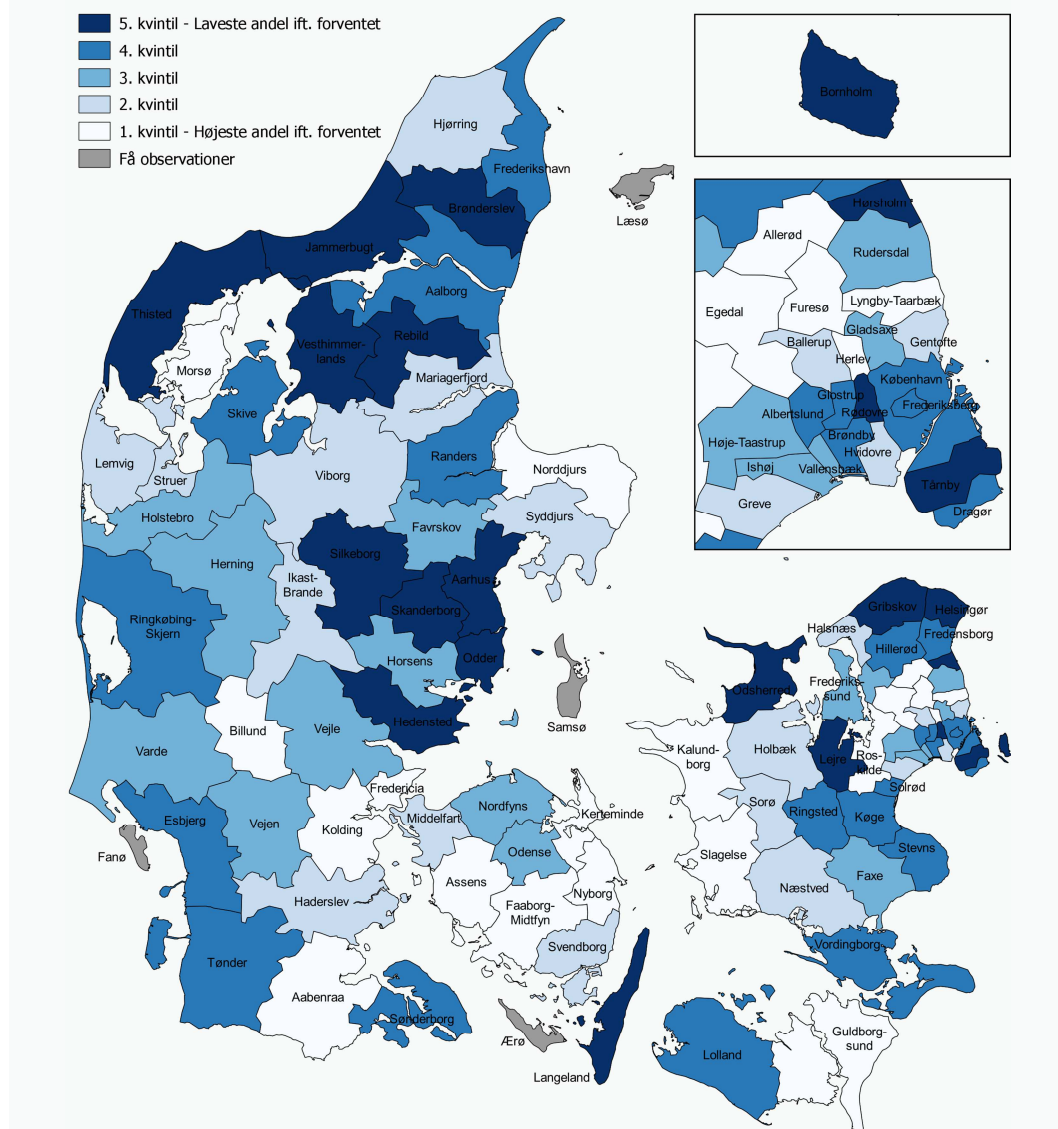 5. kvintil - Laveste andel ift. forventet
4. kvintil
3. kvintil
2. kvintil
1. kvintil - Højeste andel ift. forventet
Få observationer
Bornholm
Hjørring
Frederikshavn
Læsø
Brønderslev
Jammerbugt
Aalborg
Thisted
Rebild
Vesthimmer-
lands
Morsø
Mariagerfjord
Skive
Lemvig
Struer
Viborg
Randers
Norddjurs
Syddjurs
Holstebro
Favrskov
Herning
Silkeborg
Ikast-
Brande
Aarhus
Skanderborg
Ringkøbing-
Skjern
Horsens
Odder
Samsø
Hedensted
Billund
Vejle
Varde
Fredericia
Esbjerg
Vejen
Kolding
Fanø
Middelfart
Nordfyns
Kerteminde
Odense
Assens
Nyborg
Faaborg-
Midtfyn
Haderslev
Svendborg
Tønder
Aabenraa
Sønderborg
Ærø
Langeland
Hørsholm
Allerød
Rudersdal
Egedal
Furesø
Lyngby-Taarbæk
Gladsaxe
Ballerup
Gentofte
Herlev
København
Glostrup
Frederiksberg
Albertslund
Rødovre
Brøndby
Høje-Taastrup
Hvidovre
Ishøj
Vallensbæk
Greve
Tårnby
Dragør
Gribskov
Helsingør
Halsnæs
Fredensborg
Hillerød
Frederiks-
sund
Odsherred
Holbæk
Kalund-
borg
Lejre
Ros-
kilde
Solrød
Sorø
Ringsted
Køge
Slagelse
Stevns
Faxe
Næstved
Vordingborg
Guldborg-
sund
Lolland